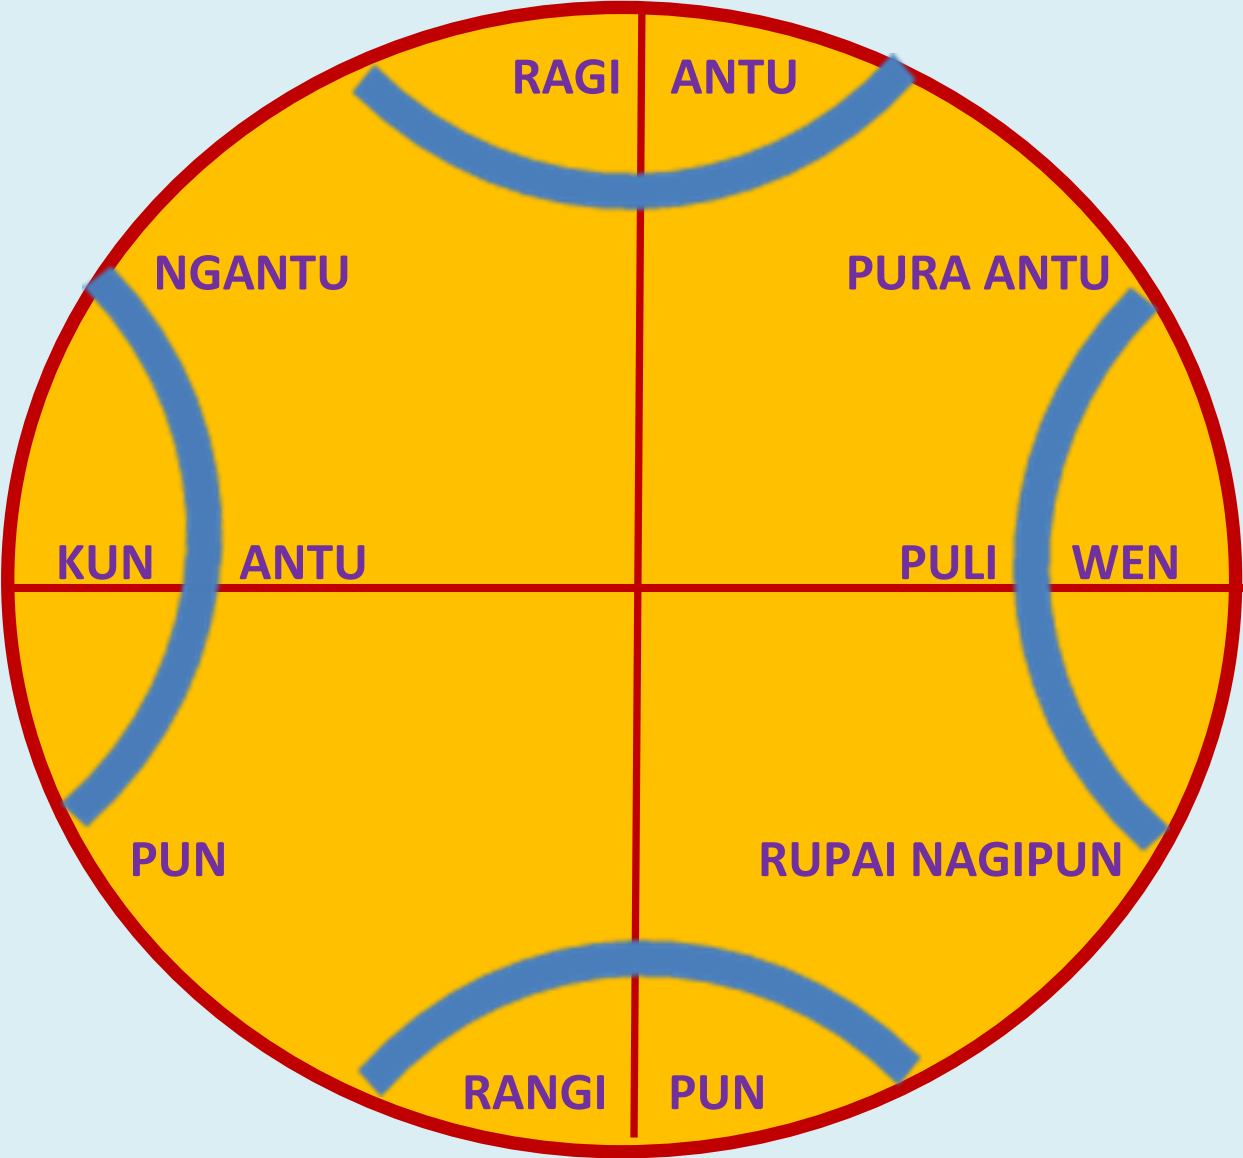 RAGI ANTU
NGANTU
PURA ANTU
KUN ANTU
PULI WEN
PUN
RUPAI NAGIPUN
RANGI PUN